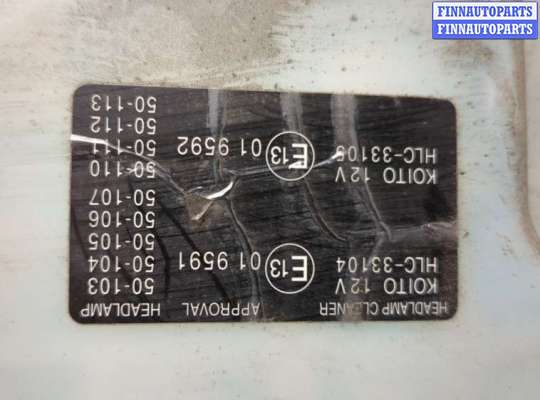 FINNAUTOPARTS
FINNAUTOPARTS
HEADLAMP CLEANER APPROVAL HEADLAMP
KOITO 12V 50-103
HLC-33104 E13 01 9591 50-104
50-105
50-106
50-107
KOITO 12V 50-110
HLC-33105 E13 01 9592 50-111
50-112
50-113